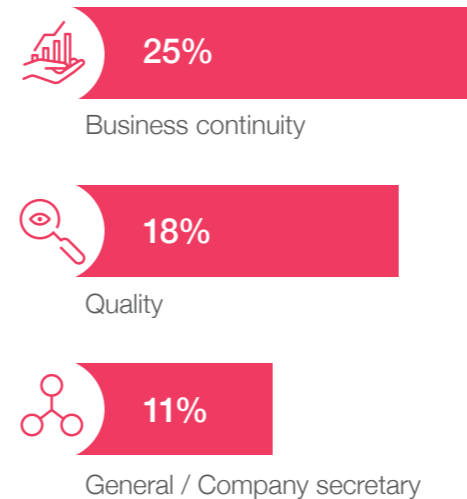 25%
Business continuity
18%
Quality
11%
General / Company secretary